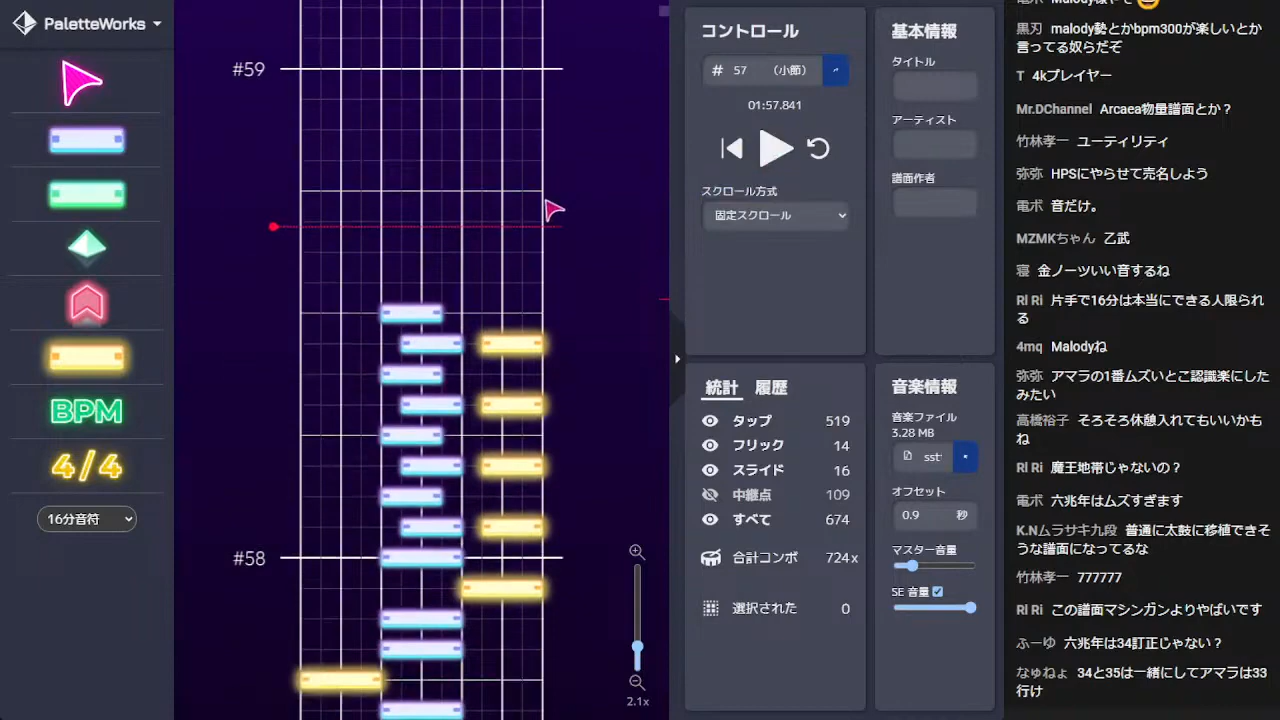 PaletteWorks
BPM
4/4
16分音符
#59
#58
2.1x
コントロール
# 57 (小節)
01:57.841
スクロール方式
固定スクロール
基本情報
タイトル
アーティスト
譜面作者
統計 履歴
タップ 519
フリック 14
スライド 16
中継点 109
すべて 674
合計コンボ 724x
選択された 0
音楽情報
音楽ファイル
3.28 MB
sst
オフセット
0.9 秒
マスター音量
SE 音量
黒刃 malody勢とかbpm300が楽しいとか
言ってる奴らだぞ
T 4kプレイヤー
Mr.DChannel Arcaea物量譜面とか？
竹林孝一 ユーティリティ
弥弥 HPSにやらせて完名しよう
電ボ 音だけ。
MZMKちゃん 乙武
寝 金ノーツいい音するね
RI Ri 片手で16分は本当にできる人限られ
る
4mq Malodyね
弥弥 アマラの1番ムズいとこ認識楽にした
みたい
高橋裕子 そろそろ休憩入れてもいいかも
ね
RI Ri 魔王地帯じゃないの？
電ボ 六兆年はムズすぎます
K.Nムラサキ九段 普通に太鼓に移植できそ
うな譜面になってるな
竹林孝一 777777
RI Ri この譜面マシンガンよりやばいです
ふーゆ 六兆年は34訂正じゃない？
なゅねょ 34と35は一緒にしてアマラは33
行け